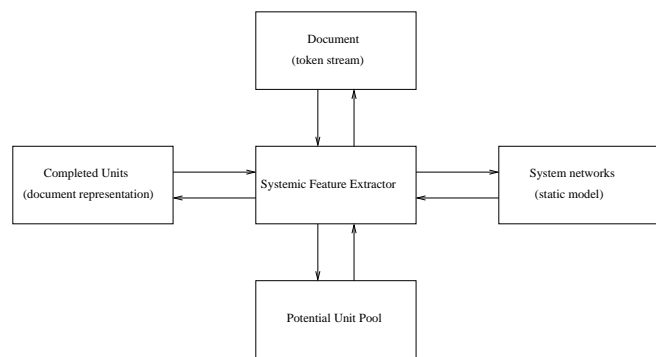 Document
(token stream)
Completed Units
(document representation)
Systemic Feature Extractor
System networks
(static model)
Potential Unit Pool